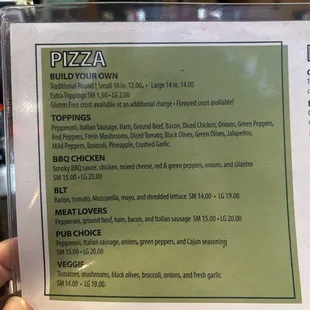 PIZZA
BUILD YOUR OWN
Traditional Round | Small 10 in. 12.00 • Large 14 in. 14.00
Extra Toppings SM 1.50 • LG 2.00
Gluten Free crust available at an additional charge • Flavored crust available!
TOPPINGS
Pepperoni, Italian Sausage, Ham, Ground Beef, Bacon, Diced Chicken, Onions, Green Peppers,
Red Peppers, Fresh Mushrooms, Diced Tomato, Black Olives, Green Olives, Jalapeños,
Mild Peppers, Broccoli, Pineapple, Crushed Garlic.
BBQ CHICKEN
Smoky BBQ sauce, chicken, mixed cheese, red & green peppers, onions, and cilantro
SM 15.00 • LG 20.00
BLT
Bacon, tomato, Mozzarella, mayo, and shredded lettuce SM 14.00 • LG 19.00
MEAT LOVERS
Pepperoni, ground beef, ham, bacon, and Italian sausage SM 15.00 • LG 20.00
PUB CHOICE
Pepperoni, Italian sausage, onions, green peppers, and Cajun seasoning
SM 15.00 • LG 20.00
VEGGIE
Tomatoes, mushrooms, black olives, broccoli, onions, and fresh garlic
SM 14.00 • LG 19.00